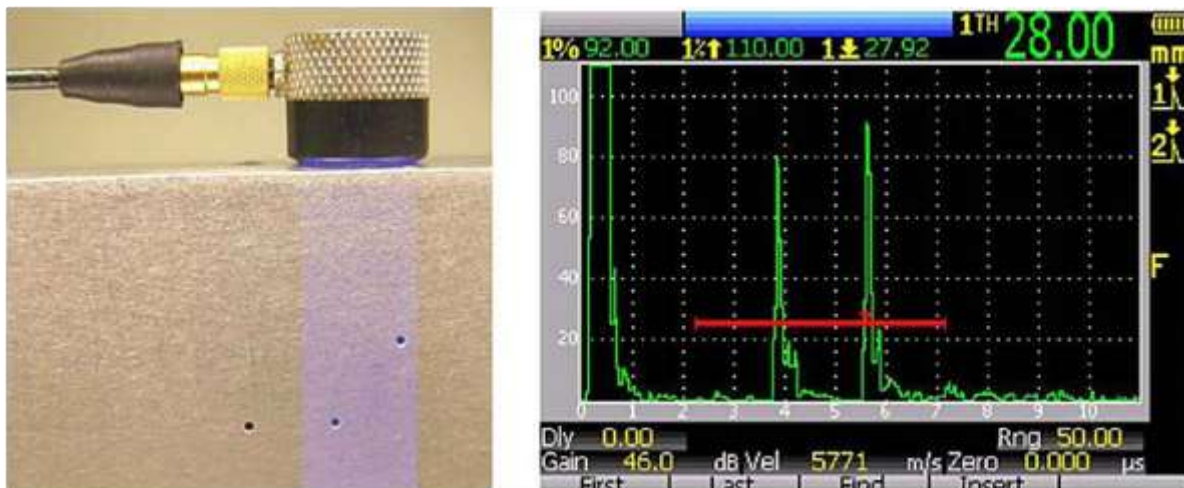 1TH 28.00
1% 92.00 1%↑ 110.00 1↓ 27.92
mm
100
1
80
2
60
F
40
20
0 1 2 3 4 5 6 7 8 9 10
Dly 0.00 Rng 50.00
Gain 46.0 dB Vel 5771 m/s Zero 0.000 µs
First Last Find Insert